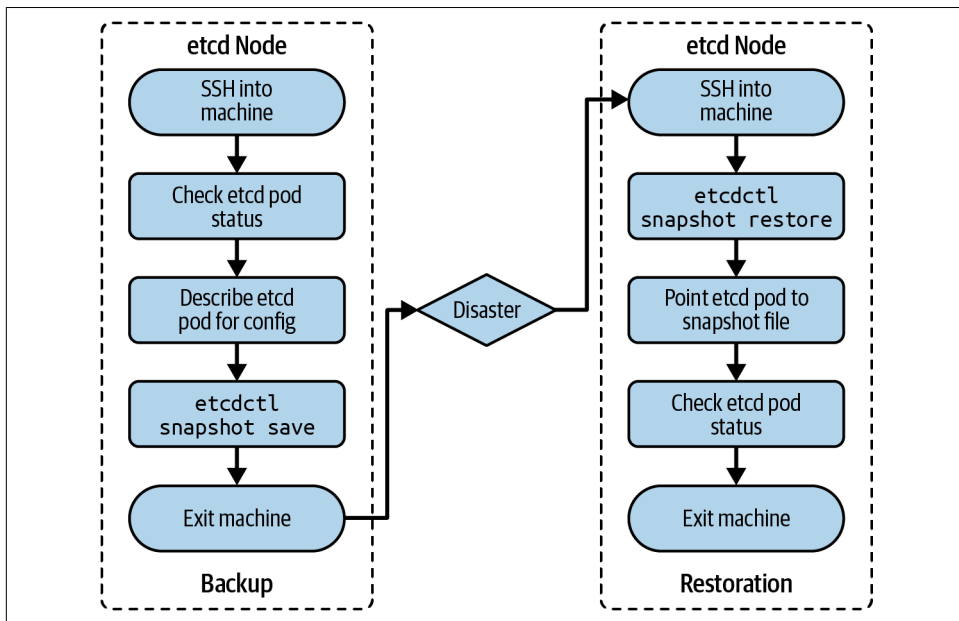 etcd Node
SSH into
machine
Check etcd pod
status
Describe etcd
pod for config
etcdctl
snapshot save
Exit machine
Backup
Disaster
etcd Node
SSH into
machine
etcdctl
snapshot restore
Point etcd pod to
snapshot file
Check etcd pod
status
Exit machine
Restoration